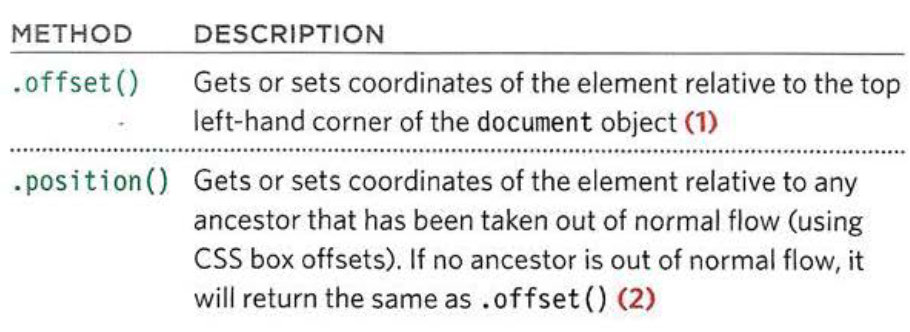 METHOD DESCRIPTION
.offset() Gets or sets coordinates of the element relative to the top
left-hand corner of the document object (1)
.position() Gets or sets coordinates of the element relative to any
ancestor that has been taken out of normal flow (using
CSS box offsets). If no ancestor is out of normal flow, it
will return the same as .offset() (2)